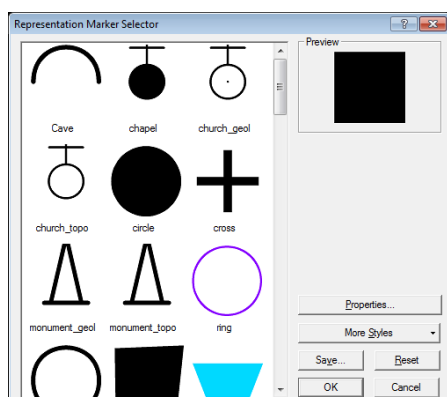 Representation Marker Selector
Preview
Cave
chapel
church_geol
church_topo
circle
cross
monument_geol
monument_topo
ring
Properties...
More Styles
Save...
Reset
OK
Cancel